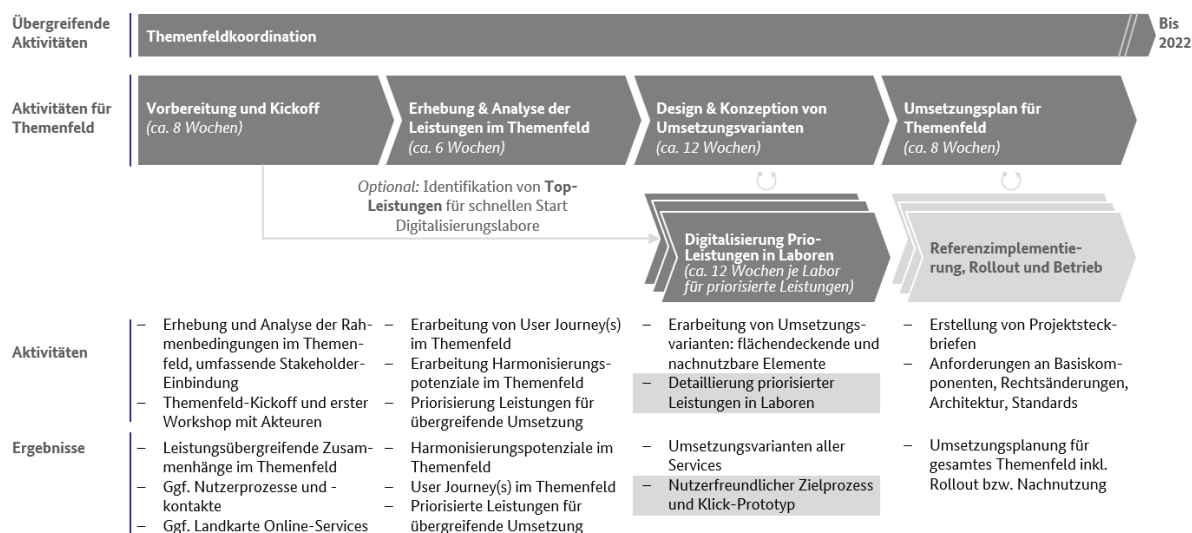 Übergreifende
Aktivitäten
Themenfeldkoordination
Bis
2022
Aktivitäten für
Themenfeld
Vorbereitung und Kickoff
(ca. 8 Wochen)
Erhebung & Analyse der
Leistungen im Themenfeld
(ca. 6 Wochen)
Design & Konzeption von
Umsetzungsvarianten
(ca. 12 Wochen)
Umsetzungsplan für
Themenfeld
(ca. 8 Wochen)
Optional: Identifikation von Top-
Leistungen für schnellen Start
Digitalisierungslabore
Digitalisierung Prio-
Leistungen in Laboren
(ca. 12 Wochen je Labor
für priorisierte Leistungen)
Referenzimplementie-
rung, Rollout und Betrieb
Aktivitäten
– Erhebung und Analyse der Rah-
menbedingungen im Themen-
feld, umfassende Stakeholder-
Einbindung
– Themenfeld-Kickoff und erster
Workshop mit Akteuren
– Erarbeitung von User Journey(s)
im Themenfeld
– Erarbeitung Harmonisierungs-
potenziale im Themenfeld
– Priorisierung Leistungen für
übergreifende Umsetzung
– Erarbeitung von Umsetzungs-
varianten: flächendeckende und
nachnutzbare Elemente
– Detaillierung priorisierter
Leistungen in Laboren
– Erstellung von Projektsteck-
briefen
– Anforderungen an Basiskom-
ponenten, Rechtsänderungen,
Architektur, Standards
Ergebnisse
– Leistungsübergreifende Zusam-
menhänge im Themenfeld
– Ggf. Nutzerprozesse und -
kontakte
– Ggf. Landkarte Online-Services
– Harmonisierungspotenziale im
Themenfeld
– User Journey(s) im Themenfeld
– Priorisierte Leistungen für
übergreifende Umsetzung
– Umsetzungsvarianten aller
Services
– Nutzerfreundlicher Zielprozess
und Klick-Prototyp
– Umsetzungsplanung für
gesamtes Themenfeld inkl.
Rollout bzw. Nachnutzung